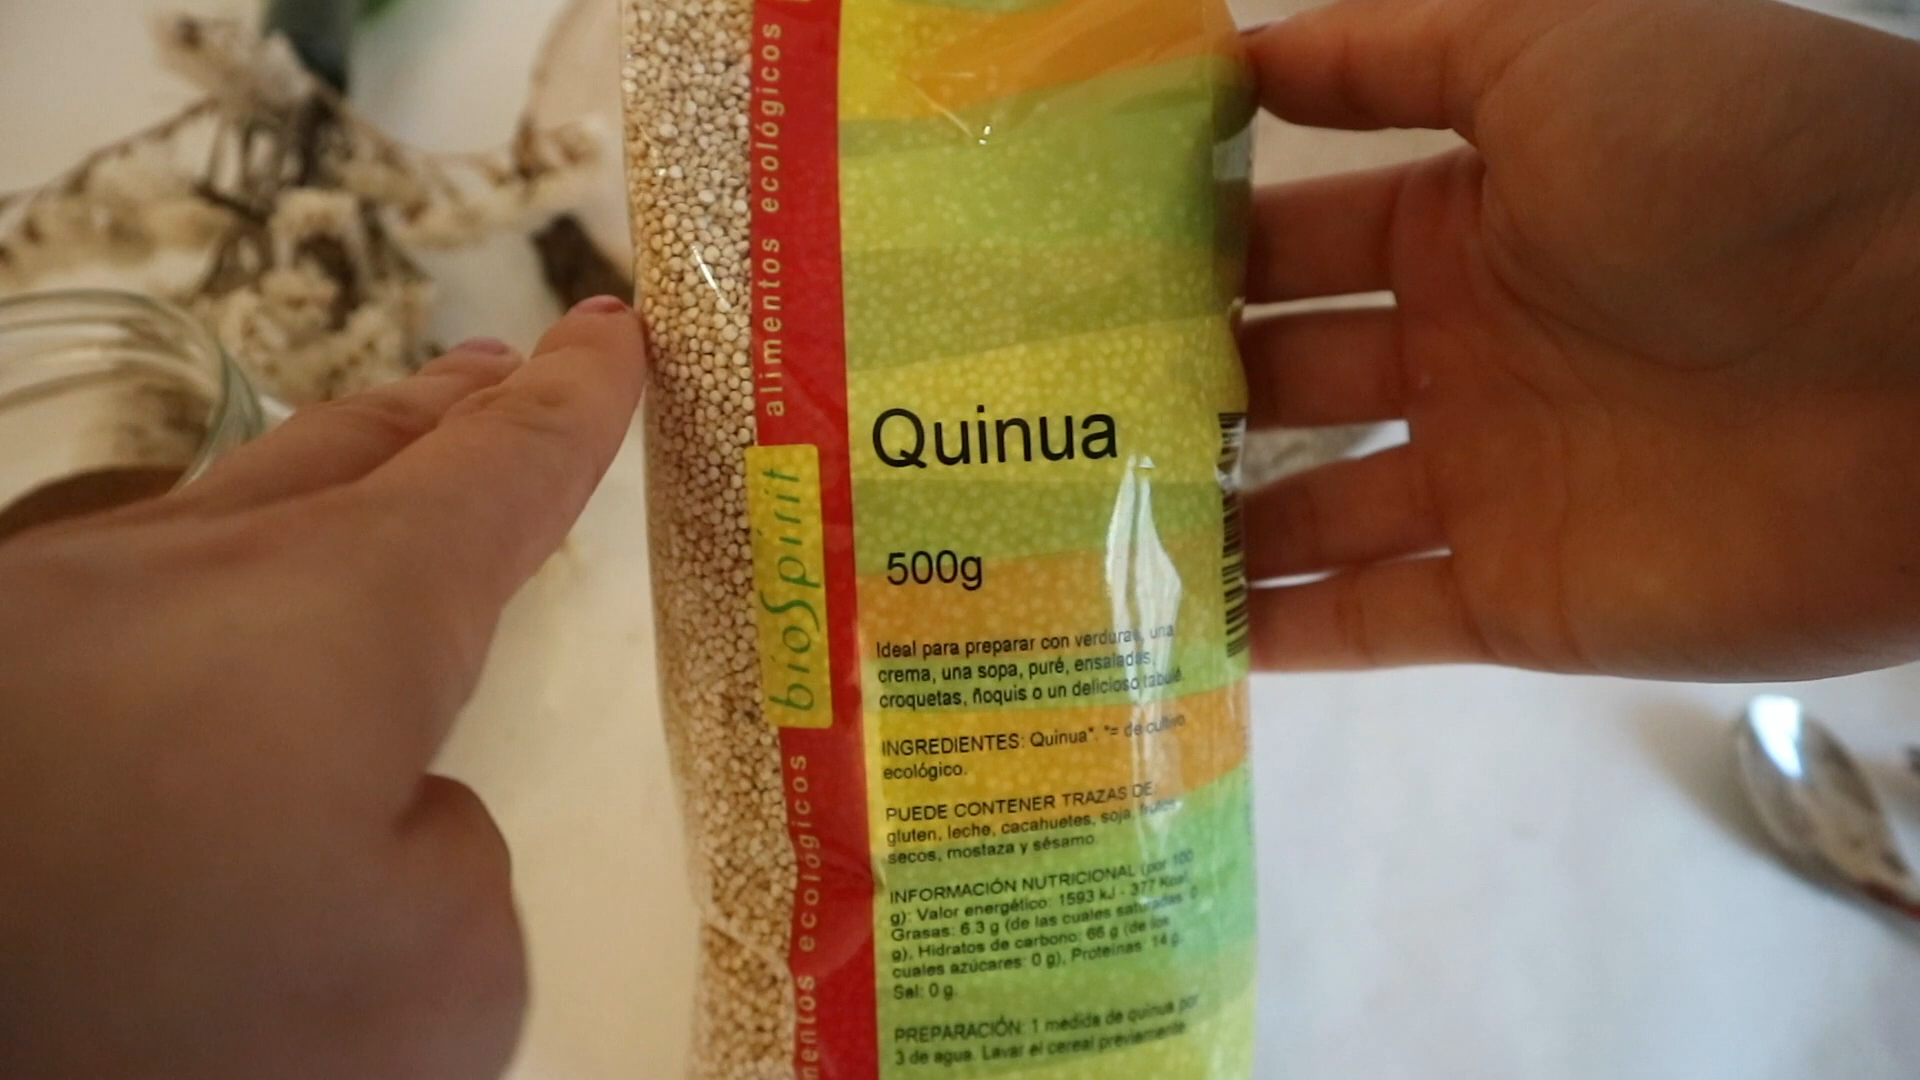 alimentos ecológicos
bioSpirit
mentos ecológicos
Quinua
500g
Ideal para preparar con verduras, una
crema, una sopa, puré, ensaladas,
croquetas, ñoquis o un delicioso tabulé.
INGREDIENTES: Quinua*. *= de cultivo
ecológico.
PUEDE CONTENER TRAZAS DE:
gluten, leche, cacahuetes, soja, frutos
secos, mostaza y sésamo.
INFORMACIÓN NUTRICIONAL (por 100
g): Valor energético: 1593 kJ - 377 Kcal,
Grasas: 6.3 g (de las cuales saturadas 0
g), Hidratos de carbono: 66 g (de los
cuales azúcares: 0 g), Proteínas: 14 g.
Sal: 0 g.
PREPARACIÓN: 1 medida de quinua por
3 de agua. Lavar el cereal previamente